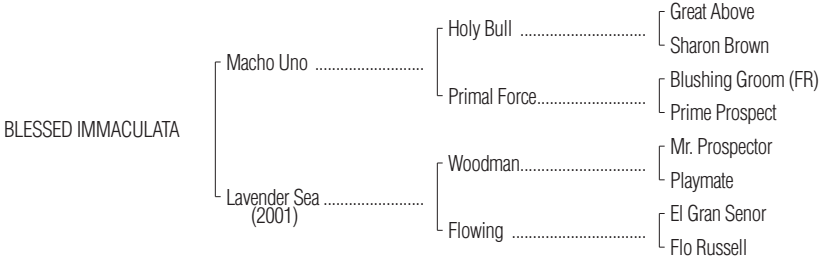 Great Above
Holy Bull ..............................
Sharon Brown
Macho Uno ..........................
Blushing Groom (FR)
Primal Force..........................
Prime Prospect
BLESSED IMMACULATA
Mr. Prospector
Woodman..............................
Playmate
Lavender Sea ........................
(2001)
El Gran Senor
Flowing ................................
Flo Russell